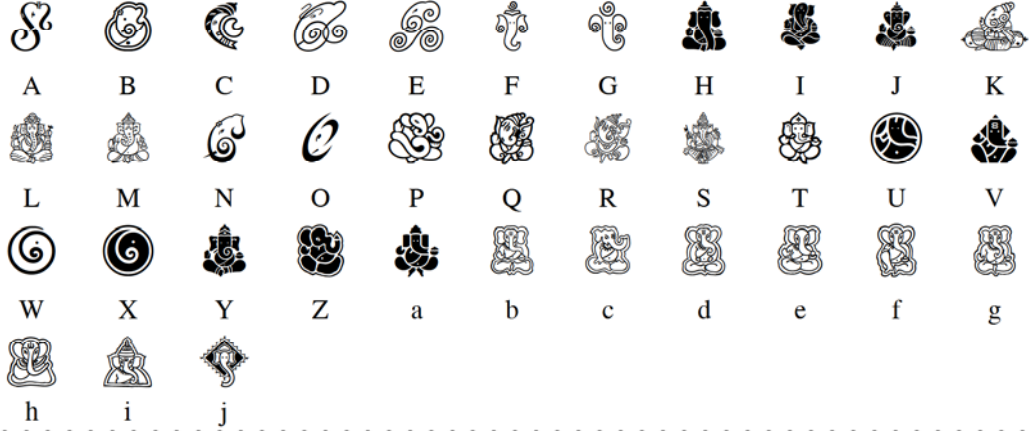 A B C D E F G H I J K
L M N O P Q R S T U V
W X Y Z a b c d e f g
h i j